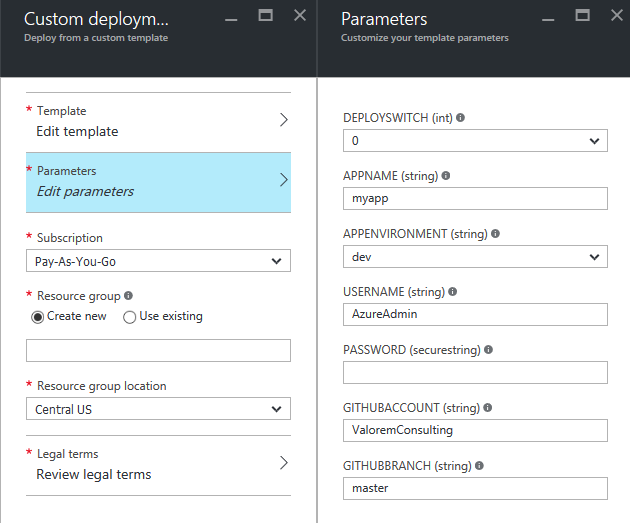 Custom deploym...
Deploy from a custom template
* Template
Edit template
* Parameters
Edit parameters
* Subscription
Pay-As-You-Go
* Resource group
Create new
Use existing
* Resource group location
Central US
* Legal terms
Review legal terms
Parameters
Customize your template parameters
DEPLOYSWITCH (int)
0
APPNAME (string)
myapp
APPENVIRONMENT (string)
dev
USERNAME (string)
AzureAdmin
PASSWORD (securestring)
GITHUBACCOUNT (string)
ValoremConsulting
GITHUBBRANCH (string)
master